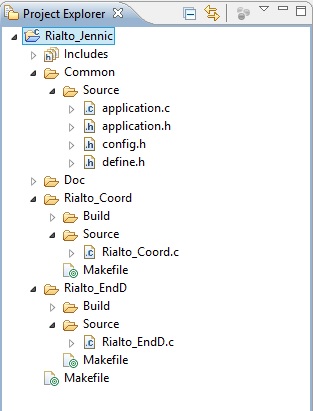 Project Explorer
Rialto_Jennic
Includes
Common
Source
application.c
application.h
config.h
define.h
Doc
Rialto_Coord
Build
Source
Rialto_Coord.c
Makefile
Rialto_EndD
Build
Source
Rialto_EndD.c
Makefile
Makefile